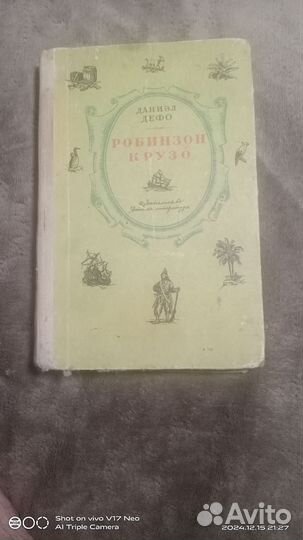 ДАНИЭЛ
ДЕФО
РОБИНЗОН
КРУЗО
Shot on vivo V17 Neo
AI Triple Camera
2024.12.15 21:27
Avito